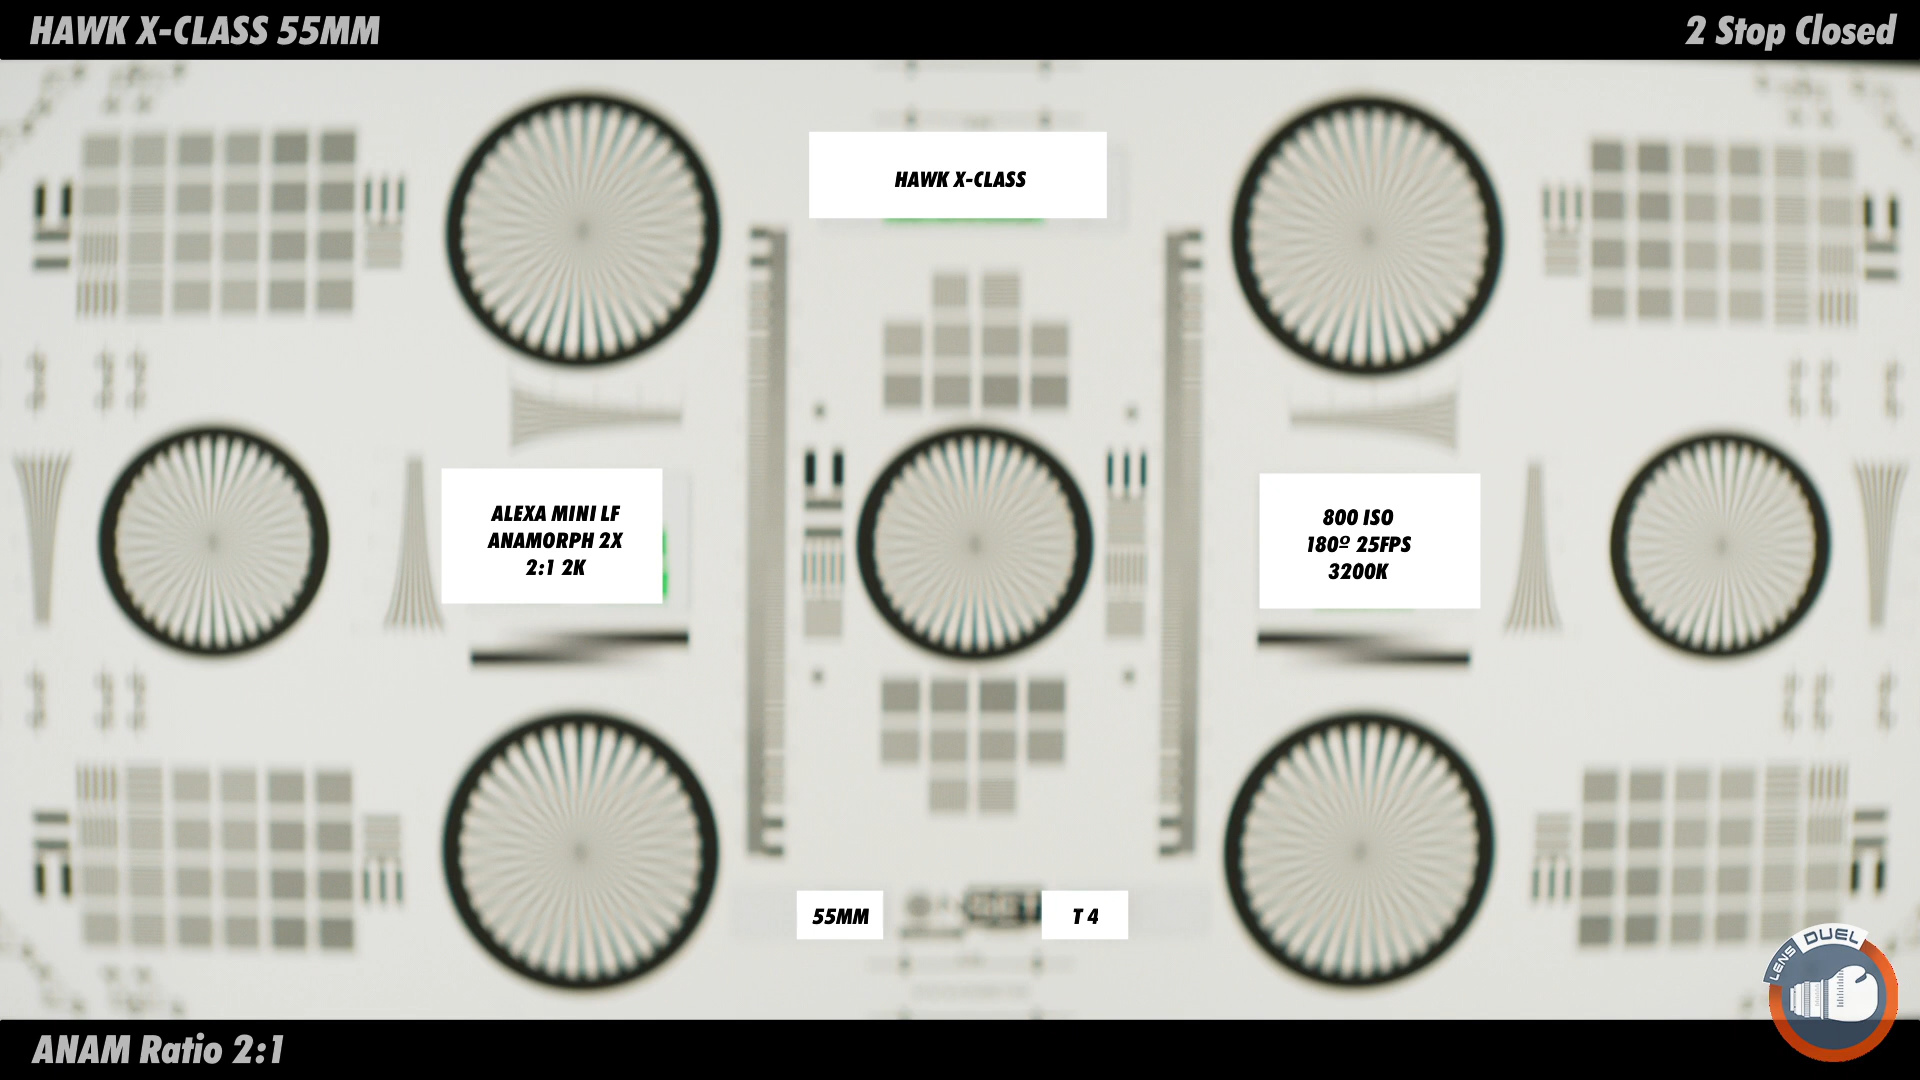 HAWK X-CLASS 55MM
2 Stop Closed
HAWK X-CLASS
ALEXA MINI LF
ANAMORPH 2X
2:1 2K
800 ISO
180º 25FPS
3200K
55MM
T 4
LENS DUEL
ANAM Ratio 2:1